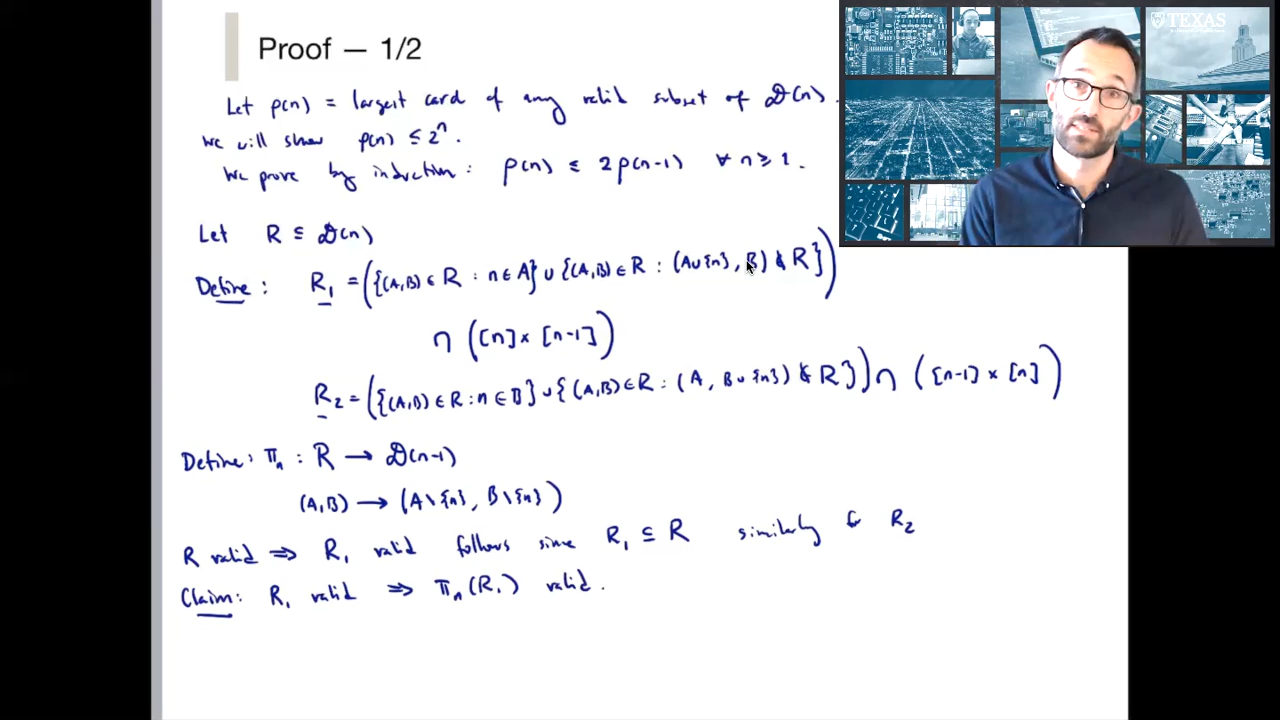 TEXAS
Proof — 1/2
Let p(n) = largest card of any valid subset of 𝒟(n).
We will show p(n) ≤ 2^n.
We prove by induction: p(n) ≤ 2p(n-1) ∀ n ≥ 1.
Let R ⊆ 𝒟(n)
Define: R₁ = ({(A,B) ∈ R : n ∈ A} ∪ {(A,B) ∈ R : (A∪{n}, B) ∉ R})
∩ ([n] × [n-1])
R₂ = ({(A,B) ∈ R : n ∈ B} ∪ {(A,B) ∈ R : (A, B∪{n}) ∉ R}) ∩ ([n-1] × [n])
Define: πₙ : R → 𝒟(n-1)
(A,B) → (A\{n}, B\{n})
R valid ⇒ R₁ valid follows since R₁ ⊆ R similarly for R₂
Claim: R₁ valid ⇒ πₙ(R₁) valid.